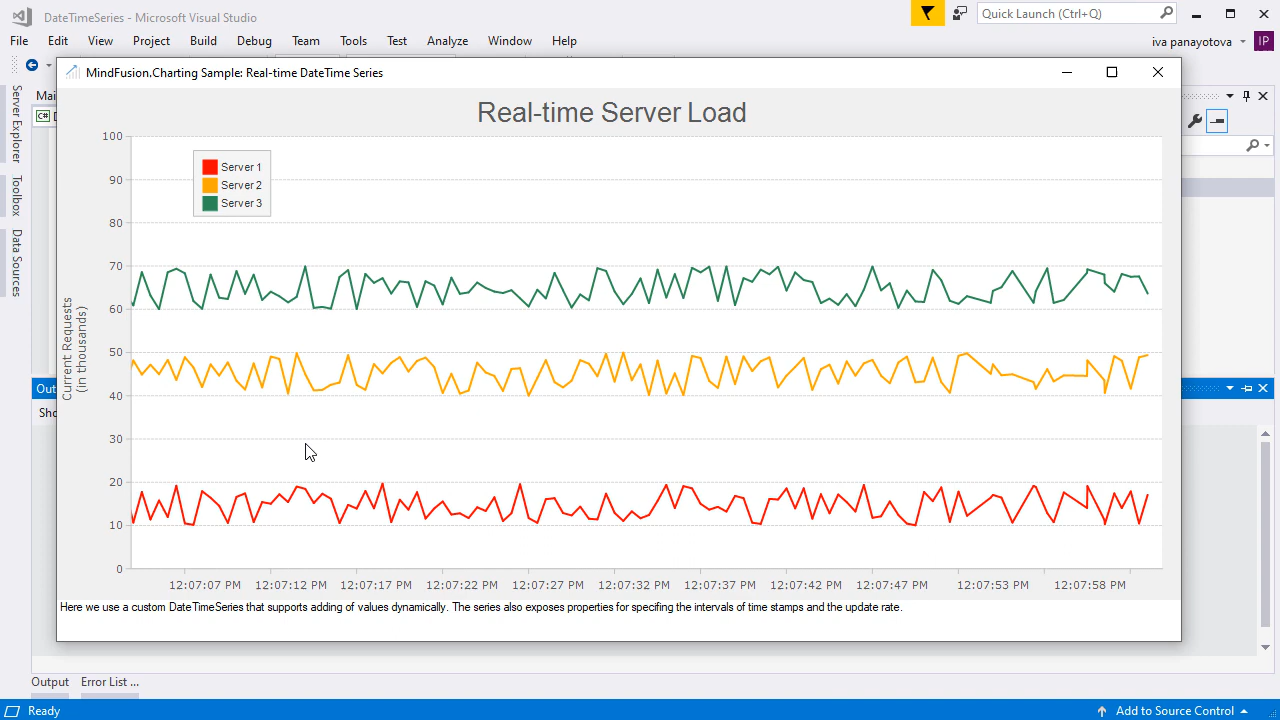 DateTimeSeries - Microsoft Visual Studio
Quick Launch (Ctrl+Q)
File Edit View Project Build Debug Team Tools Test Analyze Window Help
iva panayotova
IP
MindFusion.Charting Sample: Real-time DateTime Series
Server Explorer
Toolbox
Data Sources
Mai
C#
Real-time Server Load
Server 1
Server 2
Server 3
Current Requests
(in thousands)
100
90
80
70
60
50
40
30
20
10
0
12:07:07 PM 12:07:12 PM 12:07:17 PM 12:07:22 PM 12:07:27 PM 12:07:32 PM 12:07:37 PM 12:07:42 PM 12:07:47 PM 12:07:53 PM 12:07:58 PM
Here we use a custom DateTimeSeries that supports adding of values dynamically. The series also exposes properties for specifing the intervals of time stamps and the update rate.
Out
Sho
Output Error List ...
Ready
Add to Source Control